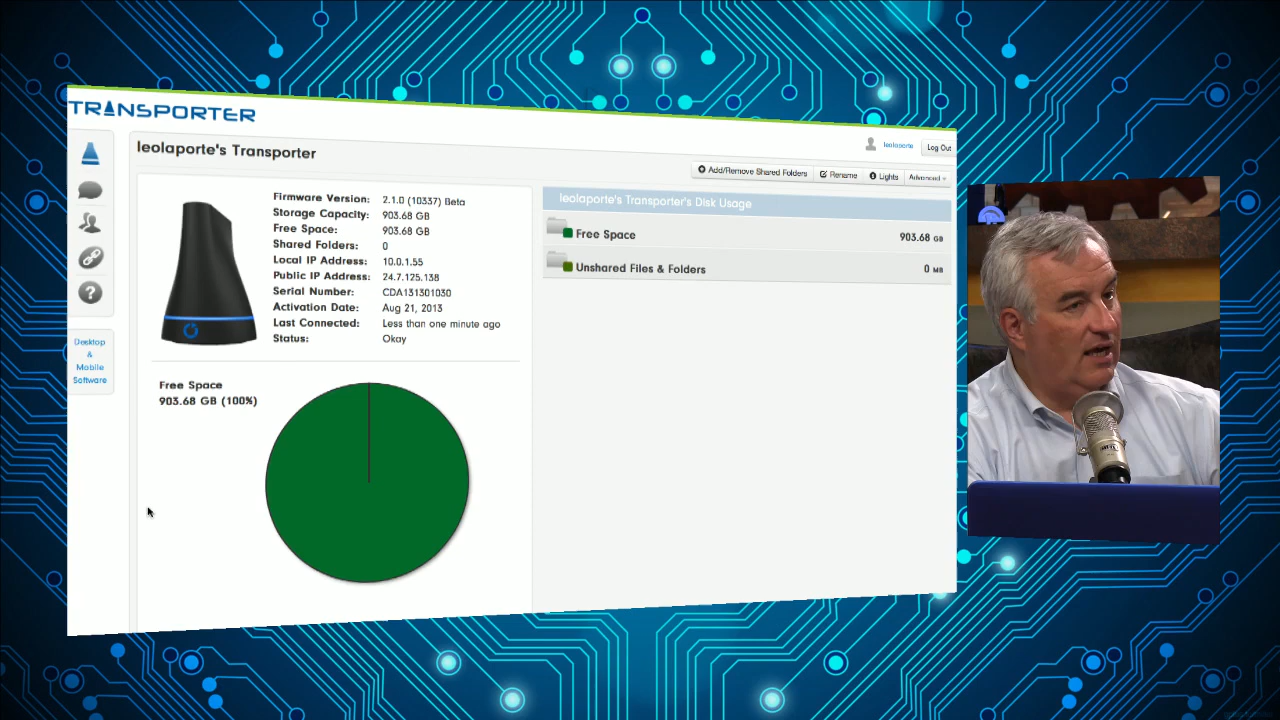 TRANSPORTER
leolaporte
Log Out
leolaporte's Transporter
Add/Remove Shared Folders
Rename
Lights
Advanced
Firmware Version: 2.1.0 (10337) Beta
Storage Capacity: 903.68 GB
Free Space: 903.68 GB
Shared Folders: 0
Local IP Address: 10.0.1.55
Public IP Address: 24.7.125.138
Serial Number: CDA131301030
Activation Date: Aug 21, 2013
Last Connected: Less than one minute ago
Status: Okay
leolaporte's Transporter's Disk Usage
Free Space 903.68 GB
Unshared Files & Folders 0 MB
?
Desktop
&
Mobile
Software
Free Space
903.68 GB (100%)